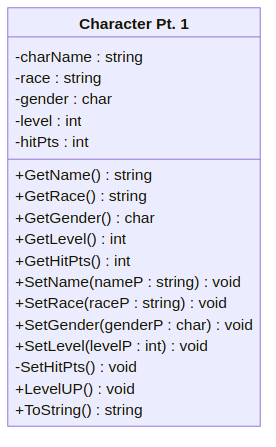 Character Pt. 1
-charName : string
-race : string
-gender : char
-level : int
-hitPts : int
+GetName() : string
+GetRace() : string
+GetGender() : char
+GetLevel() : int
+GetHitPts() : int
+SetName(nameP : string) : void
+SetRace(raceP : string) : void
+SetGender(genderP : char) : void
+SetLevel(levelP : int) : void
-SetHitPts() : void
+LevelUP() : void
+ToString() : string